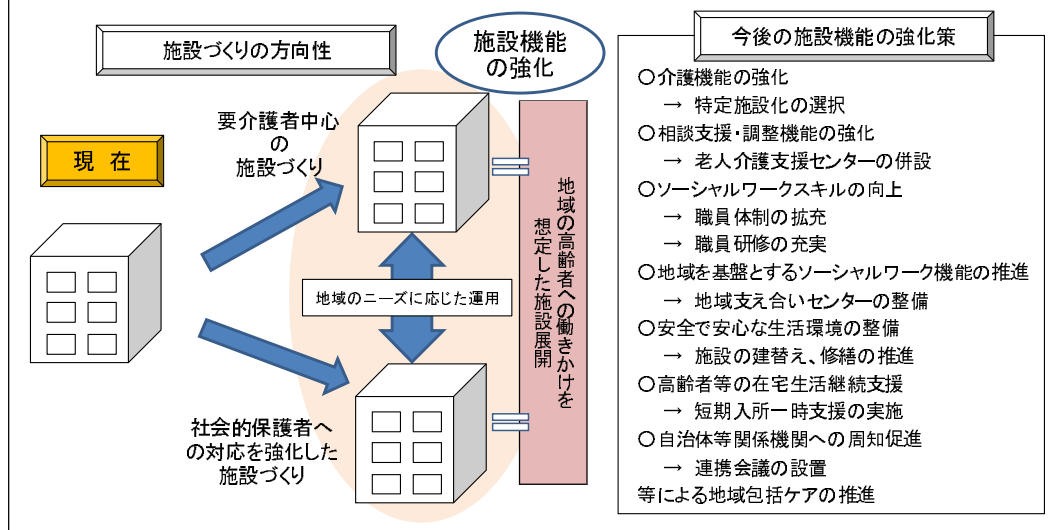 施設づくりの方向性
施設機能
の強化
現 在
要介護者中心
の
施設づくり
地域のニーズに応じた運用
社会的保護者へ
の対応を強化した
施設づくり
地域の高齢者への働きかけを
想定した施設展開
今後の施設機能の強化策
○介護機能の強化
→ 特定施設化の選択
○相談支援・調整機能の強化
→ 老人介護支援センターの併設
○ソーシャルワークスキルの向上
→ 職員体制の拡充
→ 職員研修の充実
○地域を基盤とするソーシャルワーク機能の推進
→ 地域支え合いセンターの整備
○安全で安心な生活環境の整備
→ 施設の建替え、修繕の推進
○高齢者等の在宅生活継続支援
→ 短期入所一時支援の実施
○自治体等関係機関への周知促進
→ 連携会議の設置
等による地域包括ケアの推進